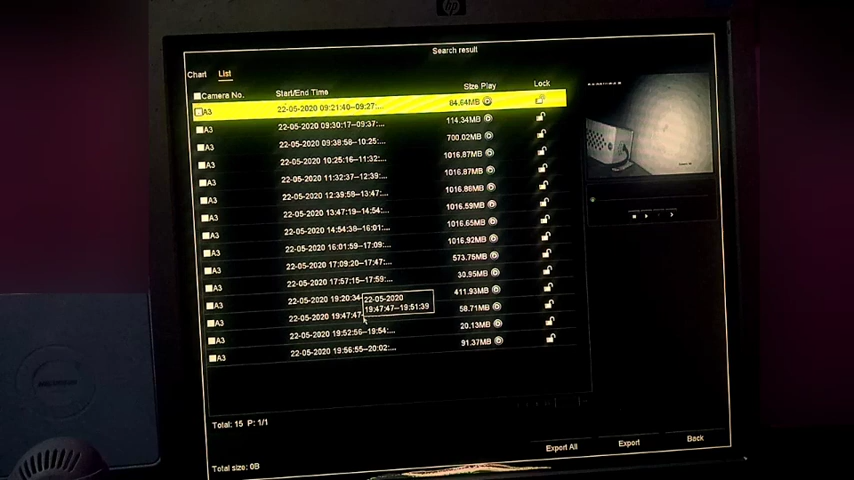 Search result
Chart List
Camera No. Start/End Time Size Play Lock
A3 22-05-2020 09:21:40--09:27:... 84.64MB
A3 22-05-2020 09:30:17--09:37:... 114.34MB
A3 22-05-2020 09:38:58--10:25:... 700.02MB
A3 22-05-2020 10:25:16--11:32:... 1016.87MB
A3 22-05-2020 11:32:37--12:39:... 1016.87MB
A3 22-05-2020 12:39:58--13:47:... 1016.86MB
A3 22-05-2020 13:47:19--14:54:... 1016.59MB
A3 22-05-2020 14:54:38--16:01:... 1016.65MB
A3 22-05-2020 16:01:59--17:09:... 1016.92MB
A3 22-05-2020 17:09:20--17:47:... 573.75MB
A3 22-05-2020 17:57:15--17:59:... 30.95MB
A3 22-05-2020 19:20:34- 411.93MB
22-05-2020
19:47:47--19:51:39
A3 22-05-2020 19:47:47- 58.71MB
A3 22-05-2020 19:52:56--19:54:... 20.13MB
A3 22-05-2020 19:56:55--20:02:... 91.37MB
Total: 15 P: 1/1
Export All Export Back
Total size: 0B
hp